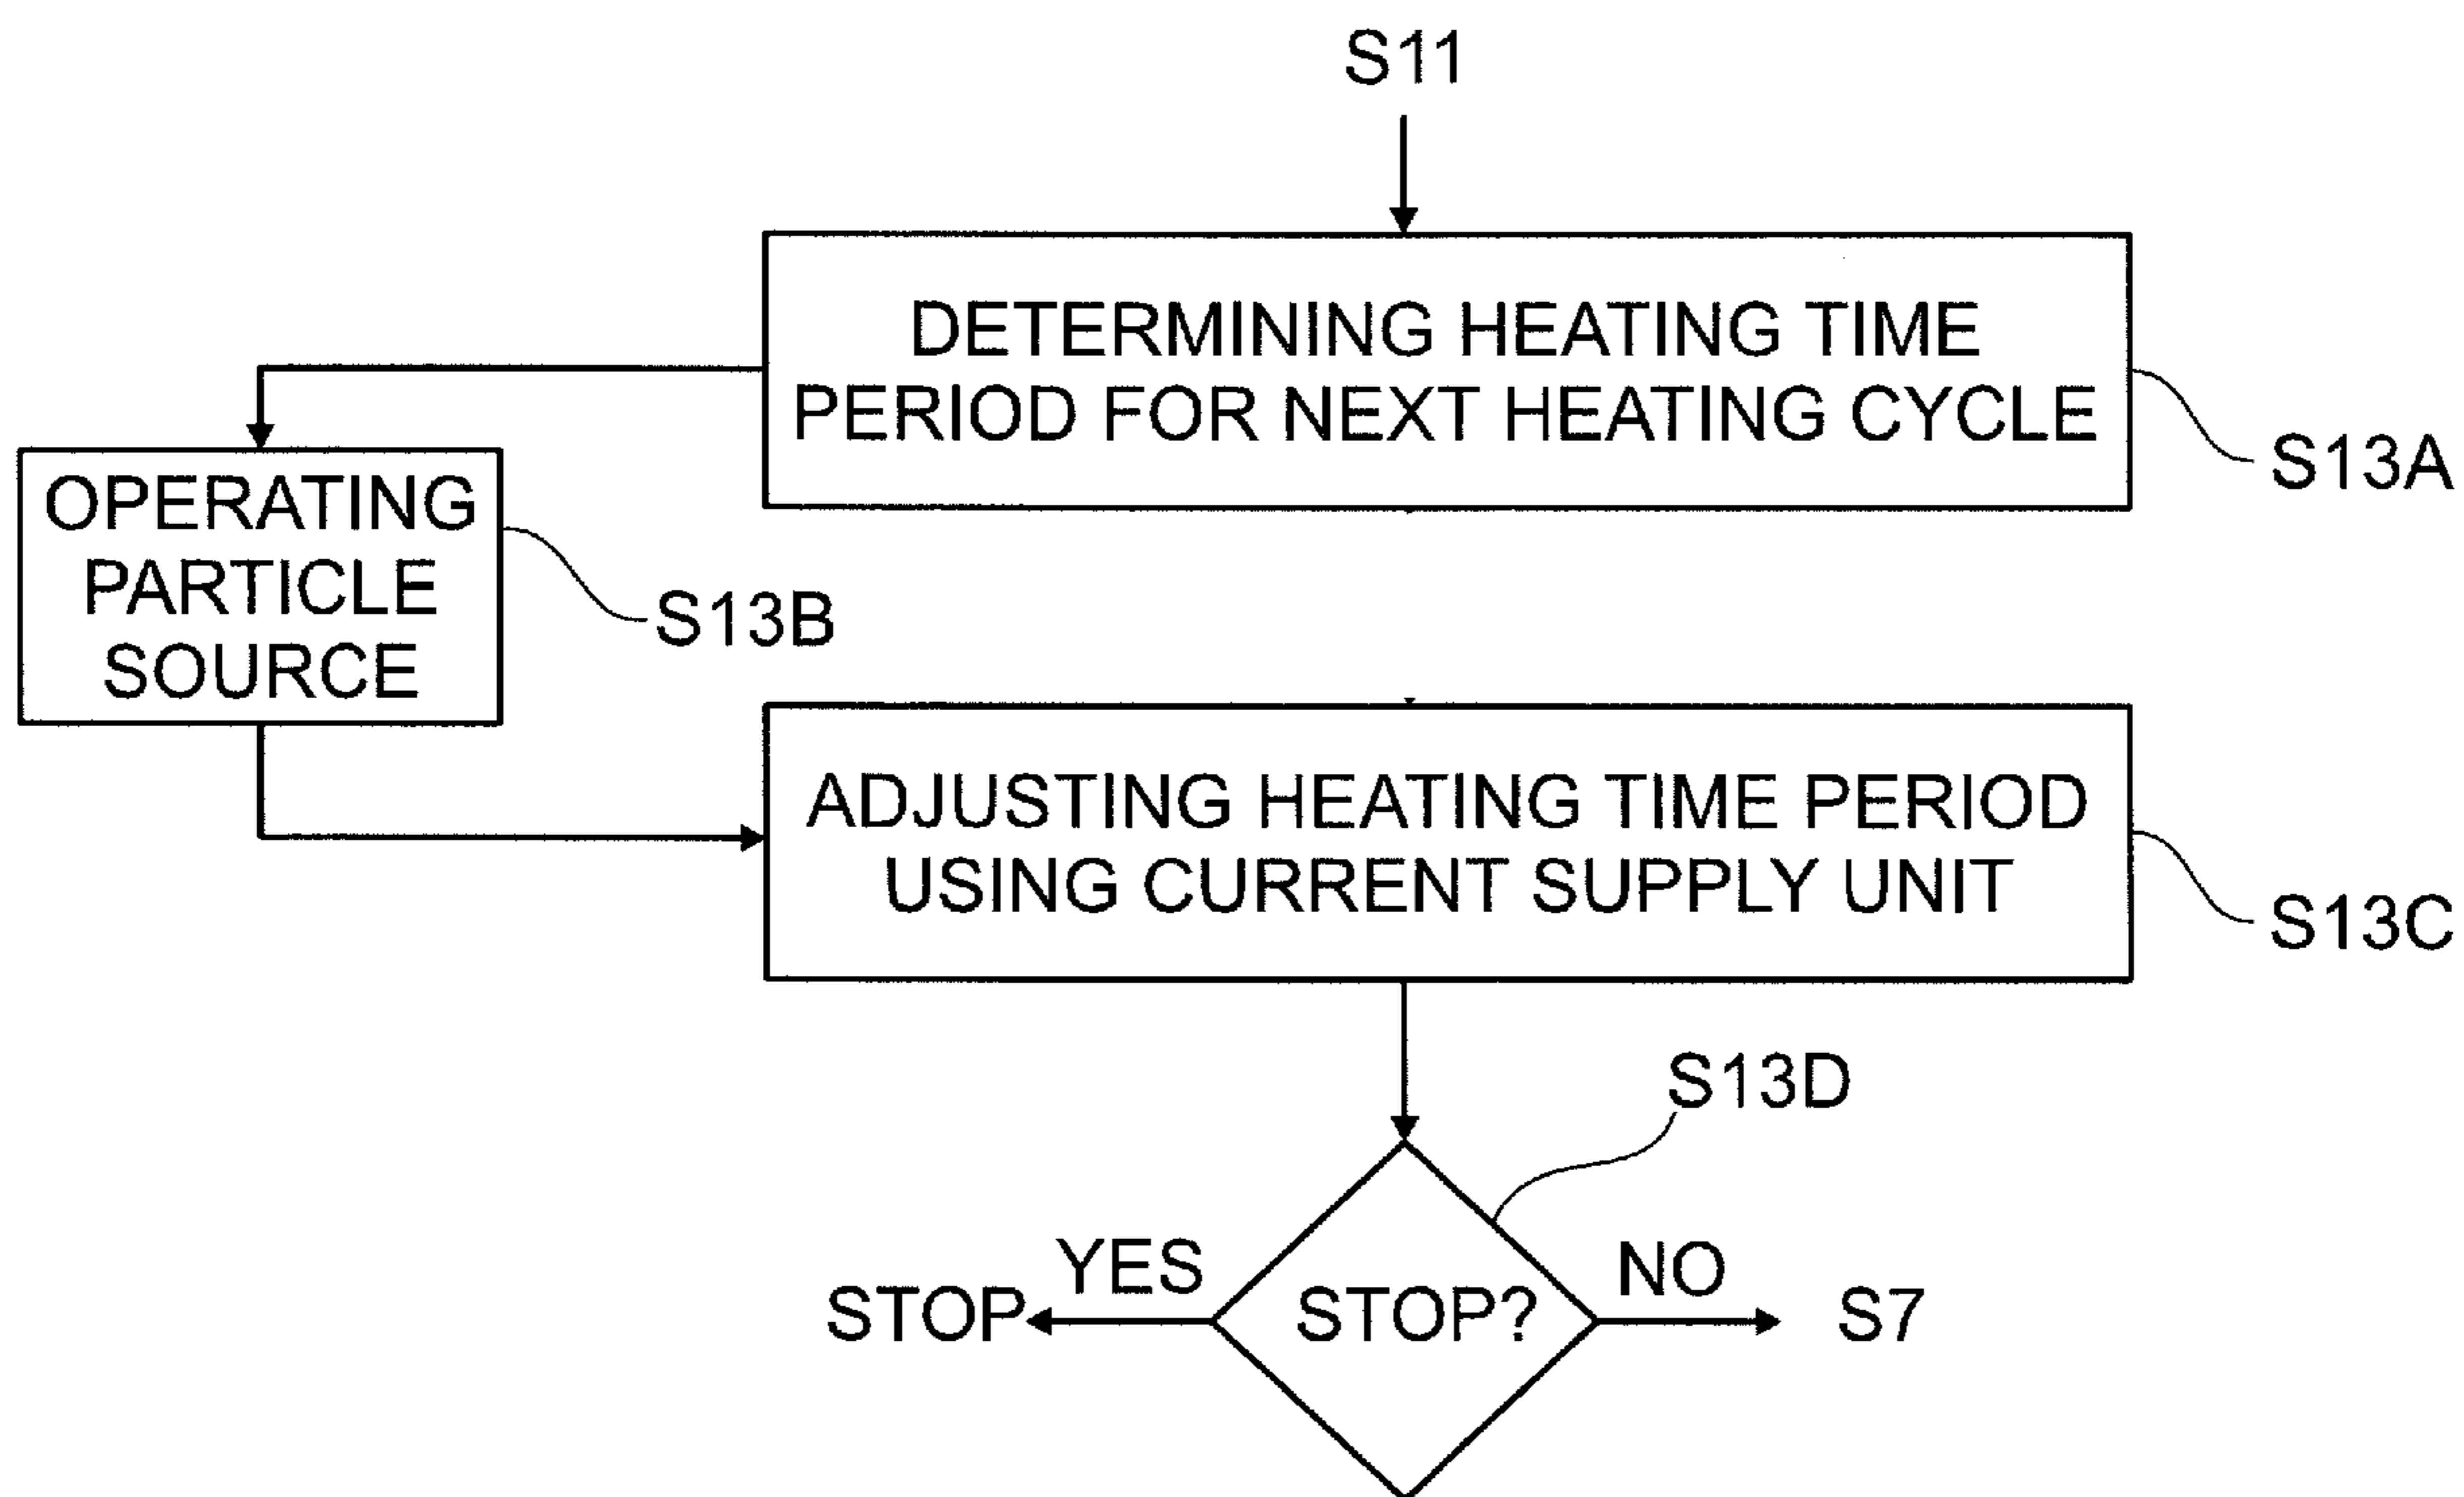 S11
DETERMINING HEATING TIME
PERIOD FOR NEXT HEATING CYCLE
S13A
OPERATING
PARTICLE
SOURCE
S13B
ADJUSTING HEATING TIME PERIOD
USING CURRENT SUPPLY UNIT
S13C
S13D
YES
NO
STOP
STOP?
S7